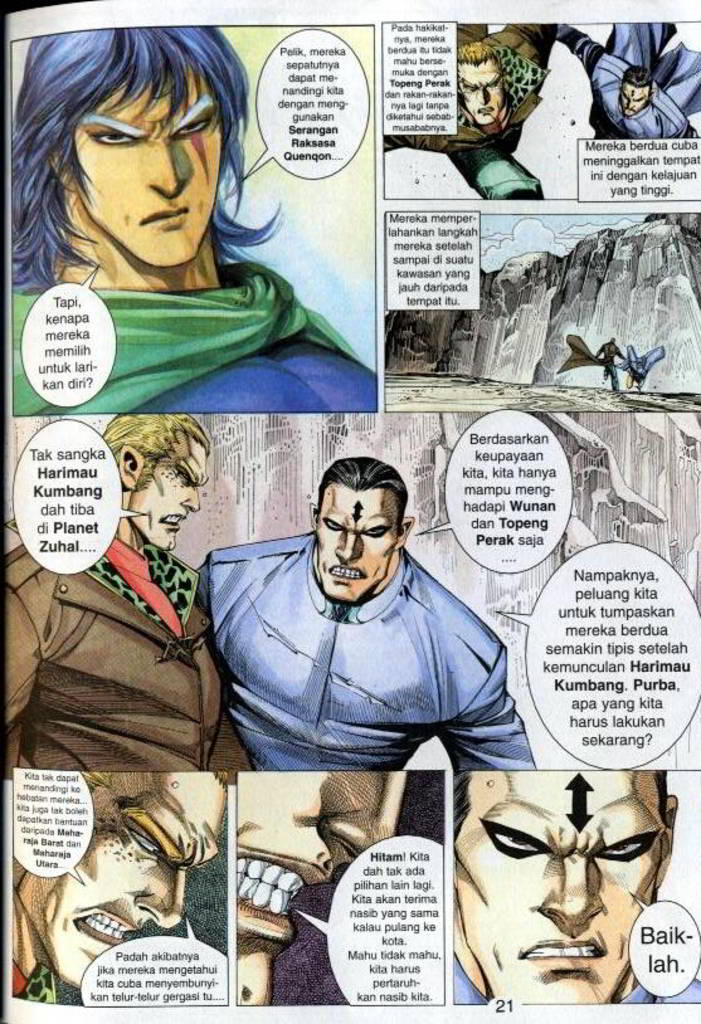 Pelik, mereka
sepatutnya
dapat me-
nandingi kita
dengan meng-
gunakan
Serangan
Raksasa
Quenqon....
Tapi,
kenapa
mereka
memilih
untuk lari-
kan diri?
Pada hakikat-
nya, mereka
berdua itu tidak
mahu berse-
muka dengan
Topeng Perak
dan rakan-rakan-
nya lagi tanpa
diketahui sebab-
musababnya.
Mereka berdua cuba
meninggalkan tempat
ini dengan kelajuan
yang tinggi.
Mereka memper-
lahankan langkah
mereka setelah
sampai di suatu
kawasan yang
jauh daripada
tempat itu.
Tak sangka
Harimau
Kumbang
dah tiba
di Planet
Zuhal....
Berdasarkan
keupayaan
kita, kita hanya
mampu meng-
hadapi Wunan
dan Topeng
Perak saja
....
Nampaknya,
peluang kita
untuk tumpaskan
mereka berdua
semakin tipis setelah
kemunculan Harimau
Kumbang. Purba,
apa yang kita
harus lakukan
sekarang?
Kita tak dapat
menandingi ke
hebatan mereka...
kita juga tak boleh
dapatkan bantuan
daripada Maha-
raja Barat dan
Maharaja
Utara...
Padah akibatnya
jika mereka mengetahui
kita cuba menyembunyi-
kan telur-telur gergasi tu....
Hitam! Kita
dah tak ada
pilihan lain lagi.
Kita akan terima
nasib yang sama
kalau pulang ke
kota.
Mahu tidak mahu,
kita harus
pertaruh-
kan nasib kita.
Baik-
lah.
21